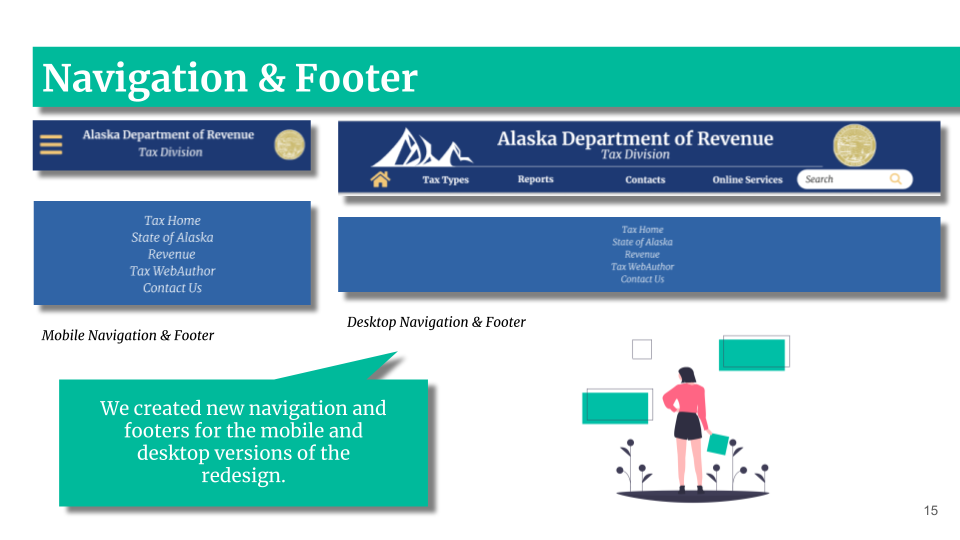 Navigation & Footer
Alaska Department of Revenue
Tax Division
Alaska Department of Revenue
Tax Division
Tax Types
Reports
Contacts
Online Services
Search
Tax Home
State of Alaska
Revenue
Tax WebAuthor
Contact Us
Tax Home
State of Alaska
Revenue
Tax WebAuthor
Contact Us
Mobile Navigation & Footer
Desktop Navigation & Footer
We created new navigation and
footers for the mobile and
desktop versions of the
redesign.
15